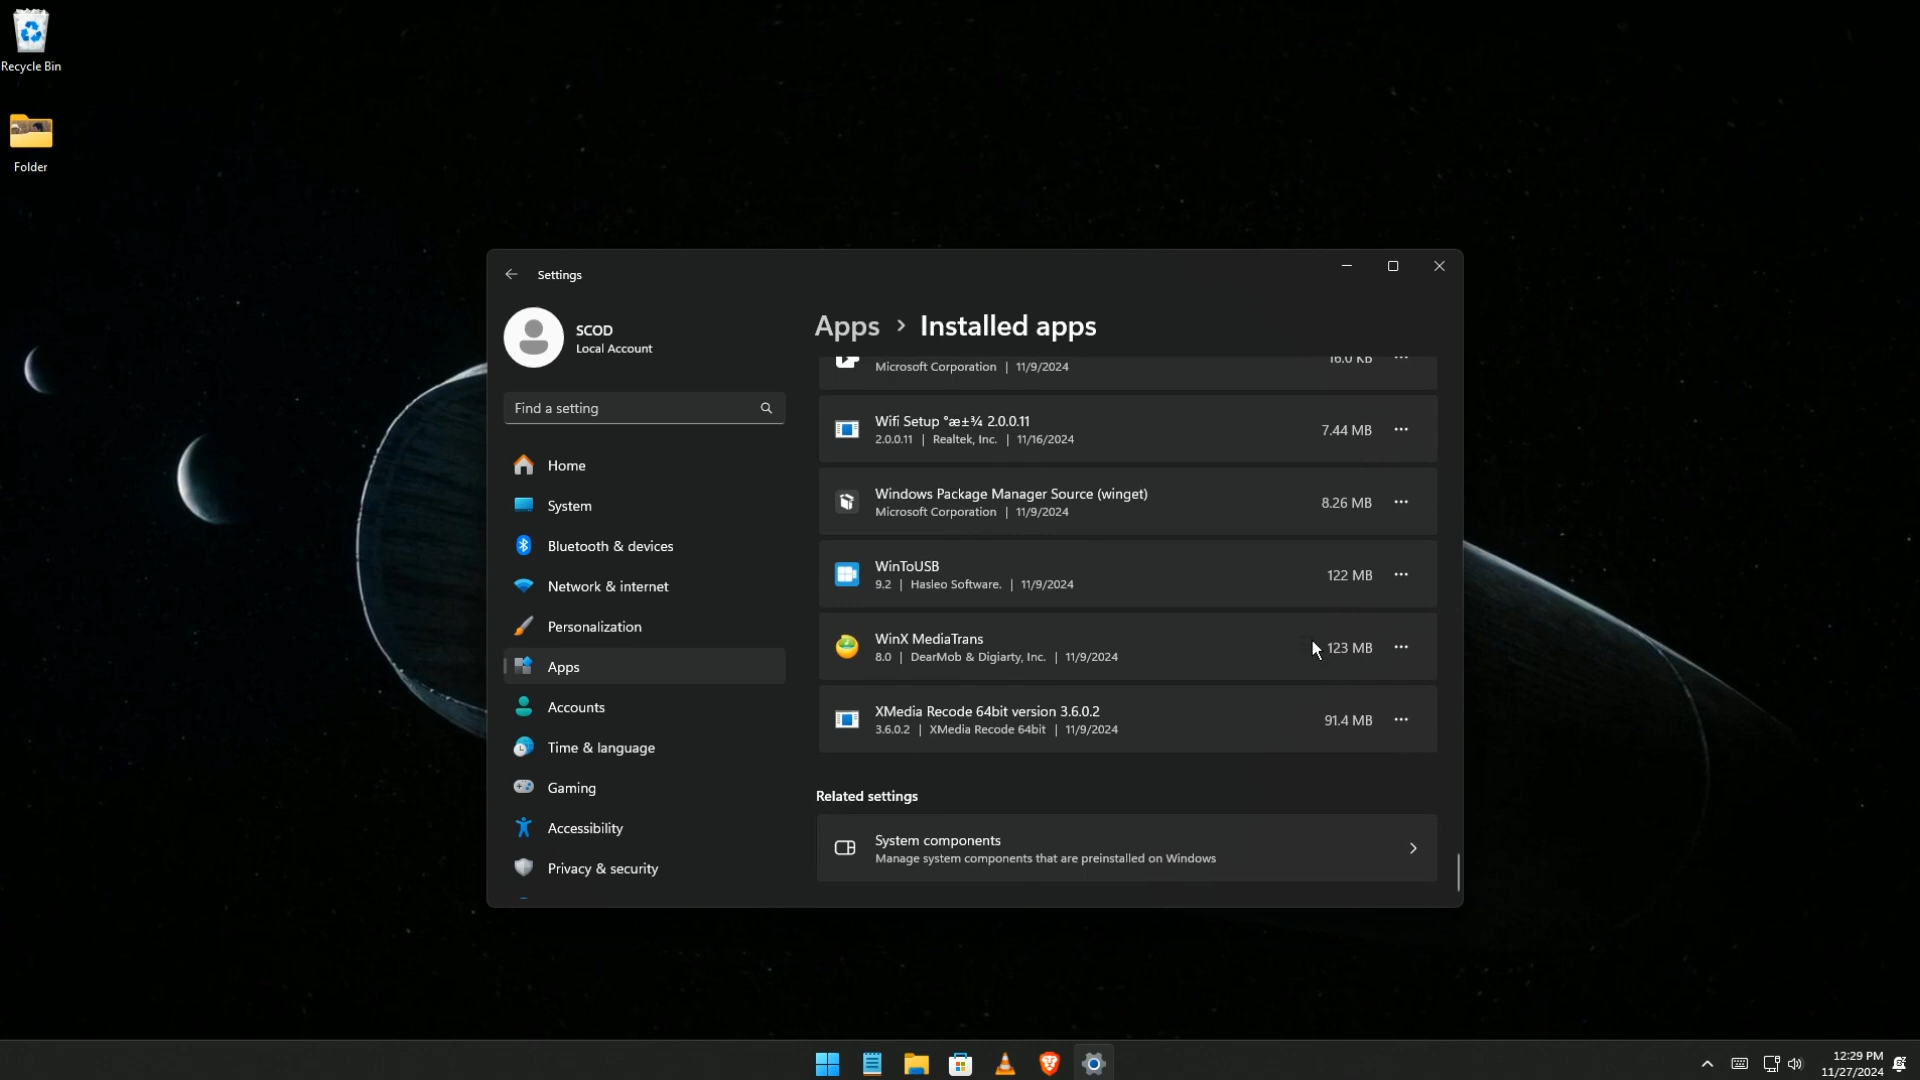 Recycle Bin
Folder
Settings
SCOD
Local Account
Find a setting
Home
System
Bluetooth & devices
Network & internet
Personalization
Apps
Accounts
Time & language
Gaming
Accessibility
Privacy & security
Apps > Installed apps
16.0 KB
Microsoft Corporation | 11/9/2024
Wifi Setup °æ±¾ 2.0.0.11
2.0.0.11 | Realtek, Inc. | 11/16/2024
7.44 MB
Windows Package Manager Source (winget)
Microsoft Corporation | 11/9/2024
8.26 MB
WinToUSB
9.2 | Hasleo Software. | 11/9/2024
122 MB
WinX MediaTrans
8.0 | DearMob & Digiarty, Inc. | 11/9/2024
123 MB
XMedia Recode 64bit version 3.6.0.2
3.6.0.2 | XMedia Recode 64bit | 11/9/2024
91.4 MB
Related settings
System components
Manage system components that are preinstalled on Windows
12:29 PM
11/27/2024